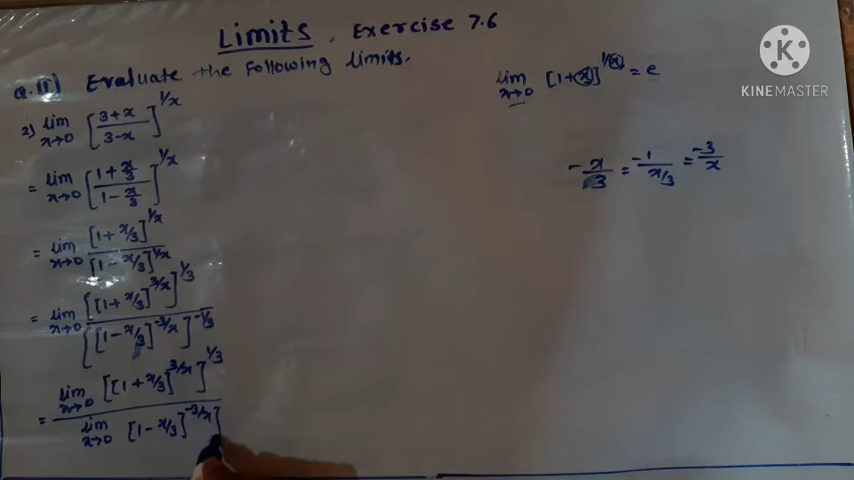 Limits. Exercise 7.6
Q.II] Evaluate the following limits.
2) lim x→0 [3+x / 3-x]^1/x
= lim x→0 [1+x/3 / 1-x/3]^1/x
= lim x→0 [1+x/3]^1/x / [1-x/3]^1/x
= lim x→0 [[1+x/3]^3/x]^1/3 / [[1-x/3]^-3/x]^-1/3
= lim x→0 [[1+x/3]^3/x]^1/3 / lim x→0 [1-x/3]^-3/x]
lim x→0 [1+x]^1/x = e
-x/3 = -1/x/3 = -3/x
KINEMASTER